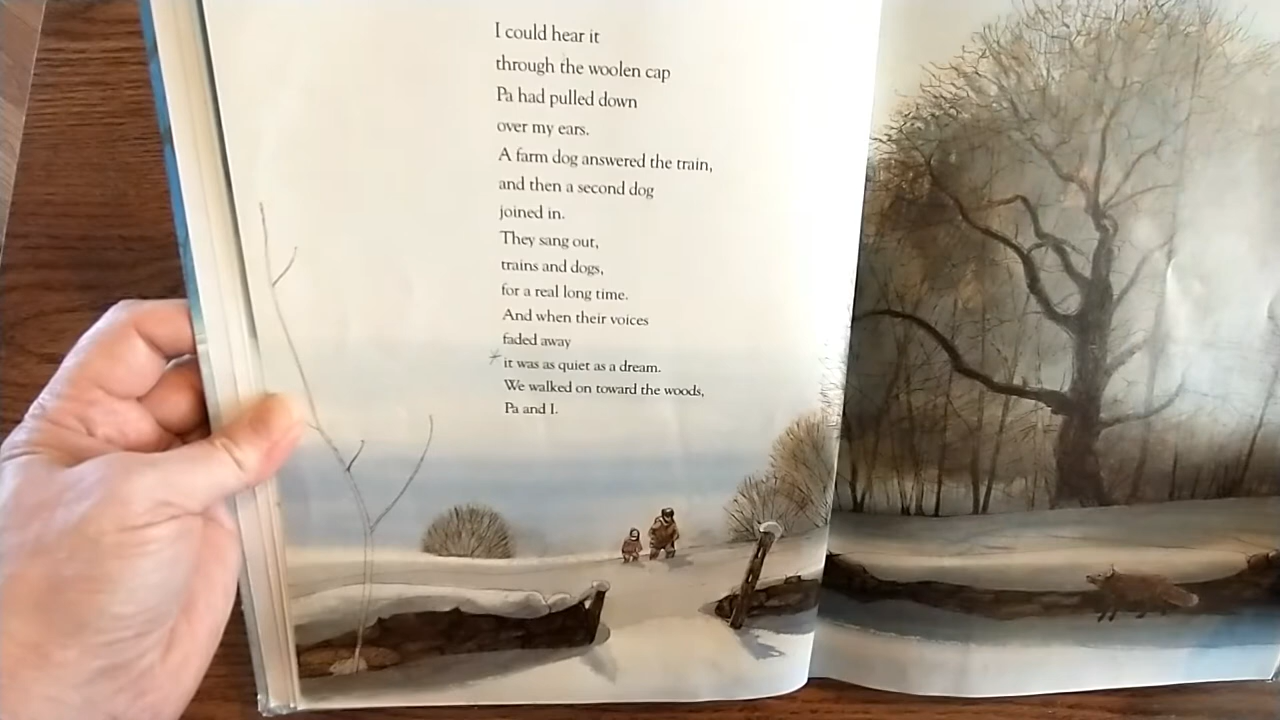 I could hear it
through the woolen cap
Pa had pulled down
over my ears.
A farm dog answered the train,
and then a second dog
joined in.
They sang out,
trains and dogs,
for a real long time.
And when their voices
faded away
it was as quiet as a dream.
We walked on toward the woods,
Pa and I.